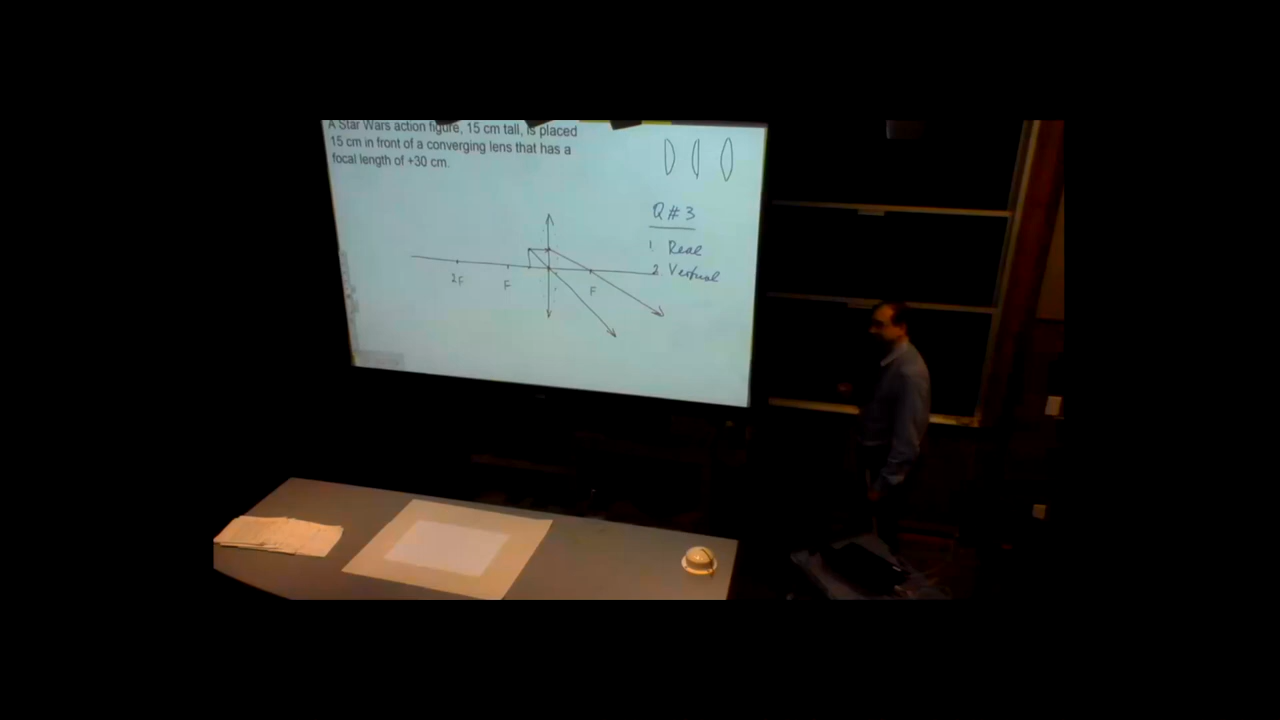 A Star Wars action figure, 15 cm tall, is placed
15 cm in front of a converging lens that has a
focal length of +30 cm.
Q # 3
1. Real
2. Vertual
2F
F
F